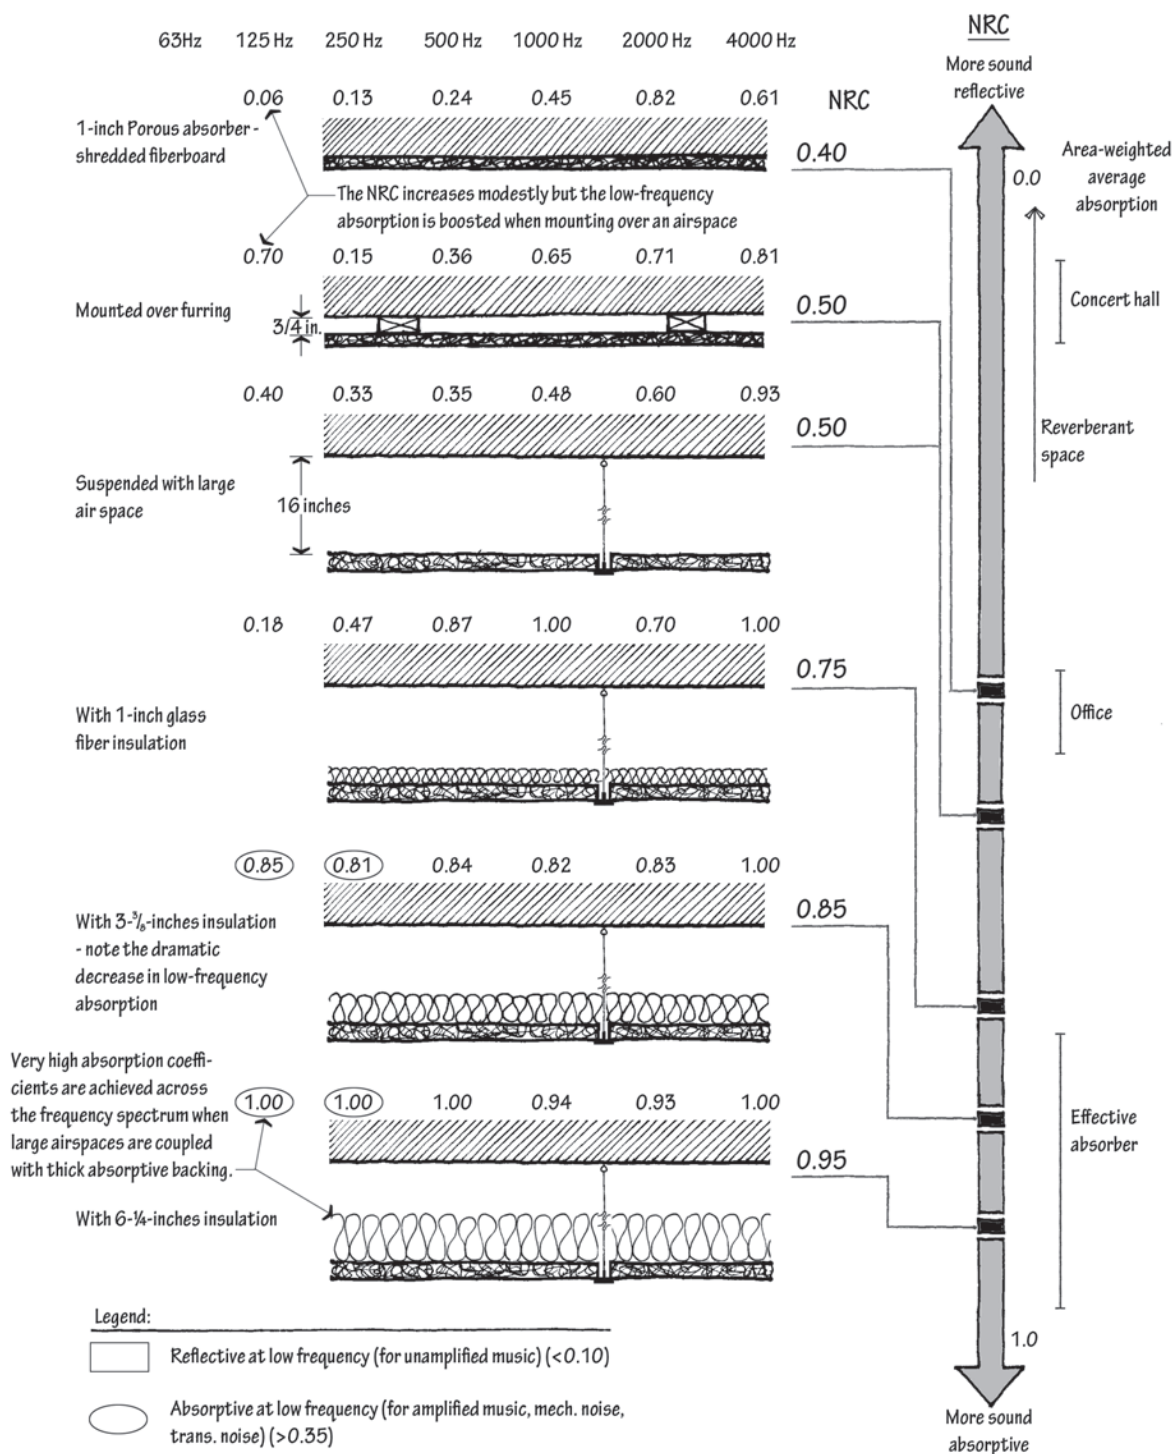 NRC
63Hz 125 Hz 250 Hz 500 Hz 1000 Hz 2000 Hz 4000 Hz
More sound
reflective
0.06 0.13 0.24 0.45 0.82 0.61 NRC
1-inch Porous absorber -
shredded fiberboard
0.40
Area-weighted
average
absorption
0.0
The NRC increases modestly but the low-frequency
absorption is boosted when mounting over an airspace
0.70 0.15 0.36 0.65 0.71 0.81
Mounted over furring
3/4 in.
0.50
Concert hall
0.40 0.33 0.35 0.48 0.60 0.93
0.50
Reverberant
space
Suspended with large
air space
16 inches
0.18 0.47 0.87 1.00 0.70 1.00
0.75
With 1-inch glass
fiber insulation
Office
0.85 0.81 0.84 0.82 0.83 1.00
0.85
With 3-⅜-inches insulation
- note the dramatic
decrease in low-frequency
absorption
Very high absorption coeffi-
cients are achieved across
the frequency spectrum when
large airspaces are coupled
with thick absorptive backing.
1.00 1.00 1.00 0.94 0.93 1.00
0.95
Effective
absorber
With 6-¼-inches insulation
Legend:
Reflective at low frequency (for unamplified music) (<0.10)
Absorptive at low frequency (for amplified music, mech. noise,
trans. noise) (>0.35)
1.0
More sound
absorptive